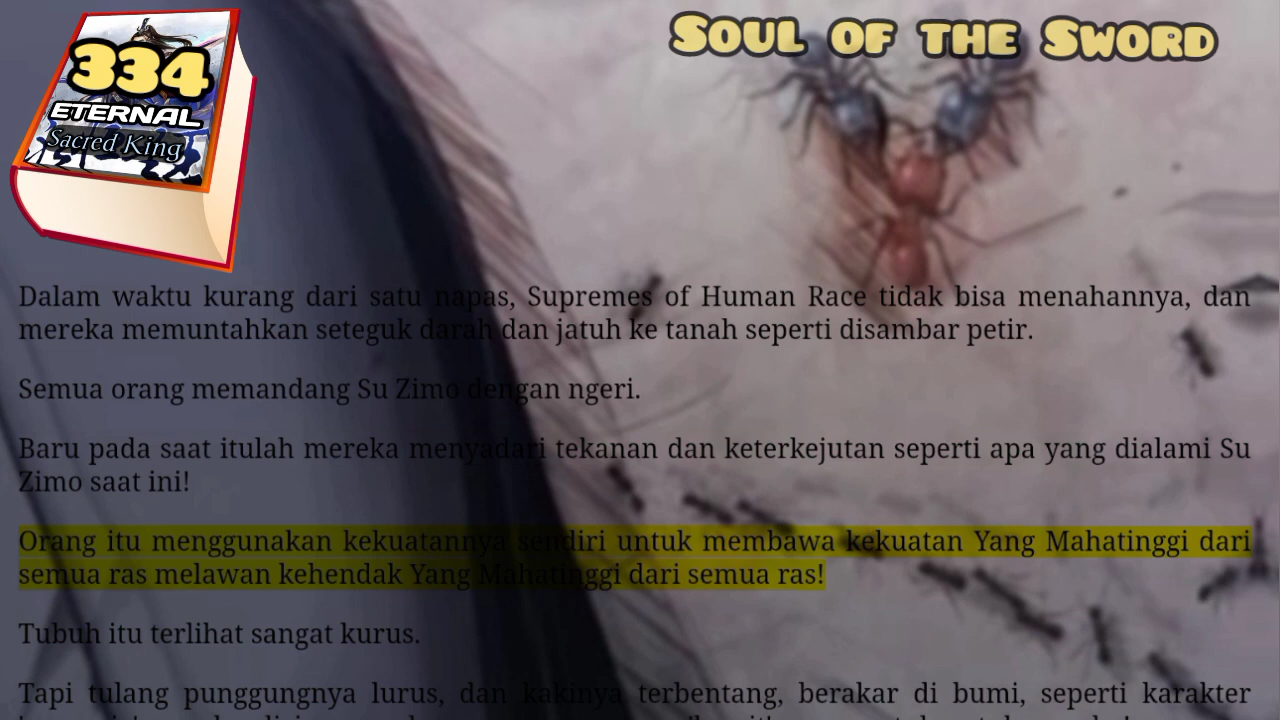 Soul of the Sword
334
ETERNAL
Sacred King
Dalam waktu kurang dari satu napas, Supremes of Human Race tidak bisa menahannya, dan
mereka memuntahkan seteguk darah dan jatuh ke tanah seperti disambar petir.
Semua orang memandang Su Zimo dengan ngeri.
Baru pada saat itulah mereka menyadari tekanan dan keterkejutan seperti apa yang dialami Su
Zimo saat ini!
Orang itu menggunakan kekuatannya sendiri untuk membawa kekuatan Yang Mahatinggi dari
semua ras melawan kehendak Yang Mahatinggi dari semua ras!
Tubuh itu terlihat sangat kurus.
Tapi tulang punggungnya lurus, dan kakinya terbentang, berakar di bumi, seperti karakter